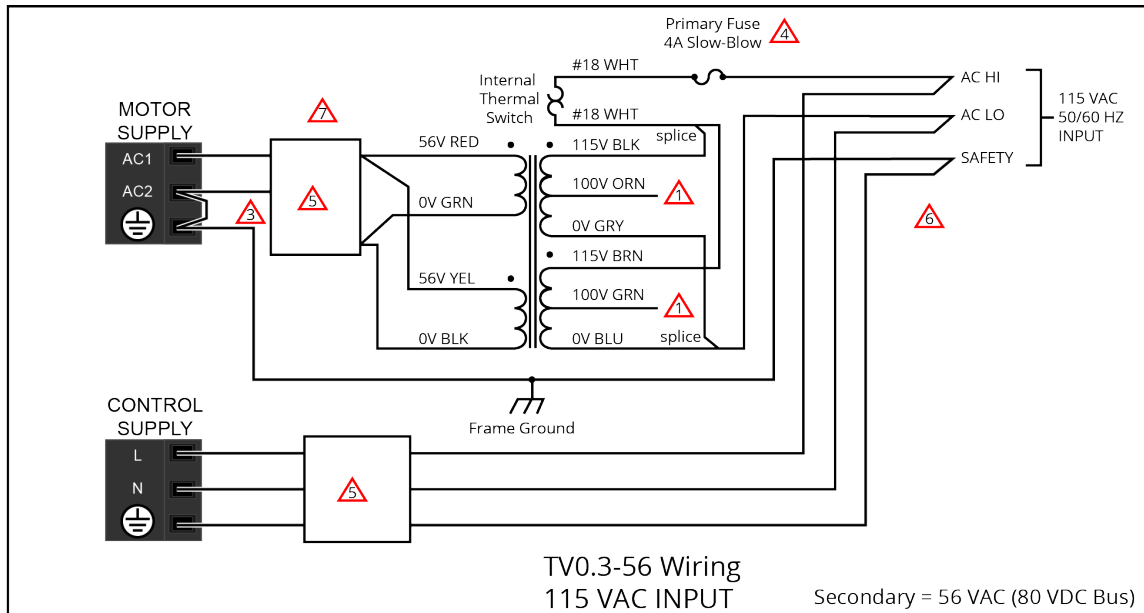 Primary Fuse
4A Slow-Blow
4
#18 WHT
AC HI
Internal
Thermal
Switch
#18 WHT
splice
AC LO
115 VAC
50/60 HZ
INPUT
SAFETY
6
MOTOR
SUPPLY
AC1
AC2
3
7
5
56V RED
0V GRN
56V YEL
0V BLK
115V BLK
100V ORN
1
0V GRY
115V BRN
100V GRN
1
0V BLU
splice
Frame Ground
CONTROL
SUPPLY
L
N
5
TV0.3-56 Wiring
115 VAC INPUT
Secondary = 56 VAC (80 VDC Bus)